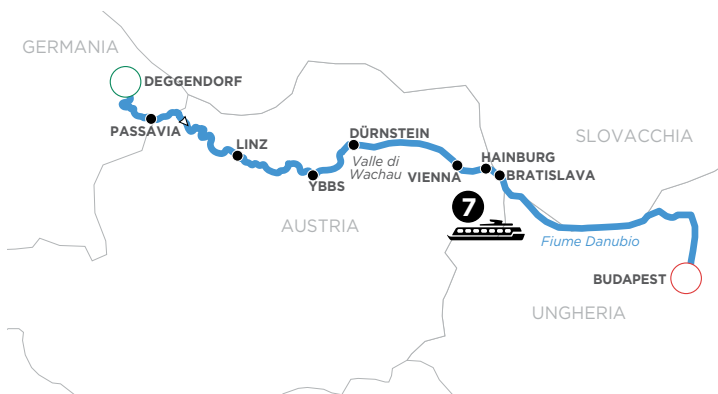 GERMANIA
DEGGENDORF
PASSAVIA
LINZ
DÜRNSTEIN
SLOVACCHIA
Valle di
Wachau
HAINBURG
VIENNA
BRATISLAVA
YBBS
7
AUSTRIA
Fiume Danubio
BUDAPEST
UNGHERIA